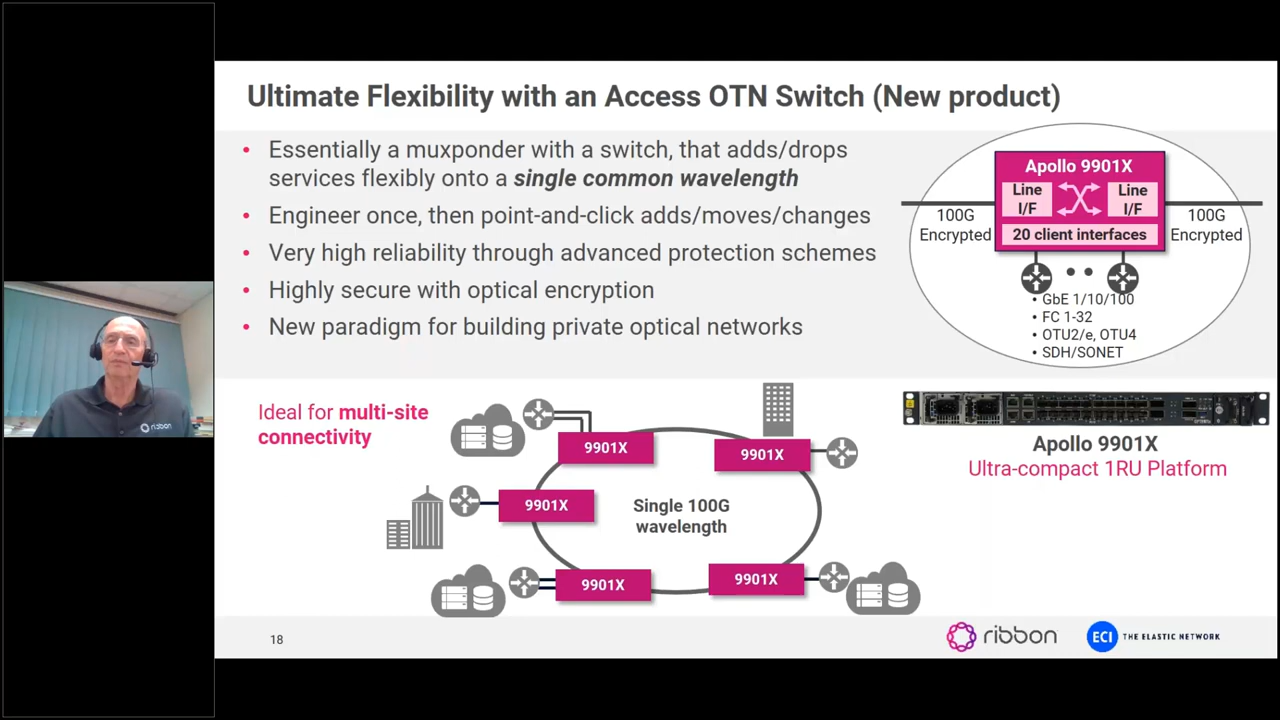 Ultimate Flexibility with an Access OTN Switch (New product)
• Essentially a muxponder with a switch, that adds/drops
services flexibly onto a single common wavelength
• Engineer once, then point-and-click adds/moves/changes
• Very high reliability through advanced protection schemes
• Highly secure with optical encryption
• New paradigm for building private optical networks
Apollo 9901X
Line
I/F
Line
I/F
20 client interfaces
100G
Encrypted
100G
Encrypted
• GbE 1/10/100
• FC 1-32
• OTU2/e, OTU4
• SDH/SONET
Apollo 9901X
Ultra-compact 1RU Platform
Ideal for multi-site
connectivity
9901X
9901X
9901X
Single 100G
wavelength
9901X
9901X
ribbon
18
ribbon
ECI THE ELASTIC NETWORK